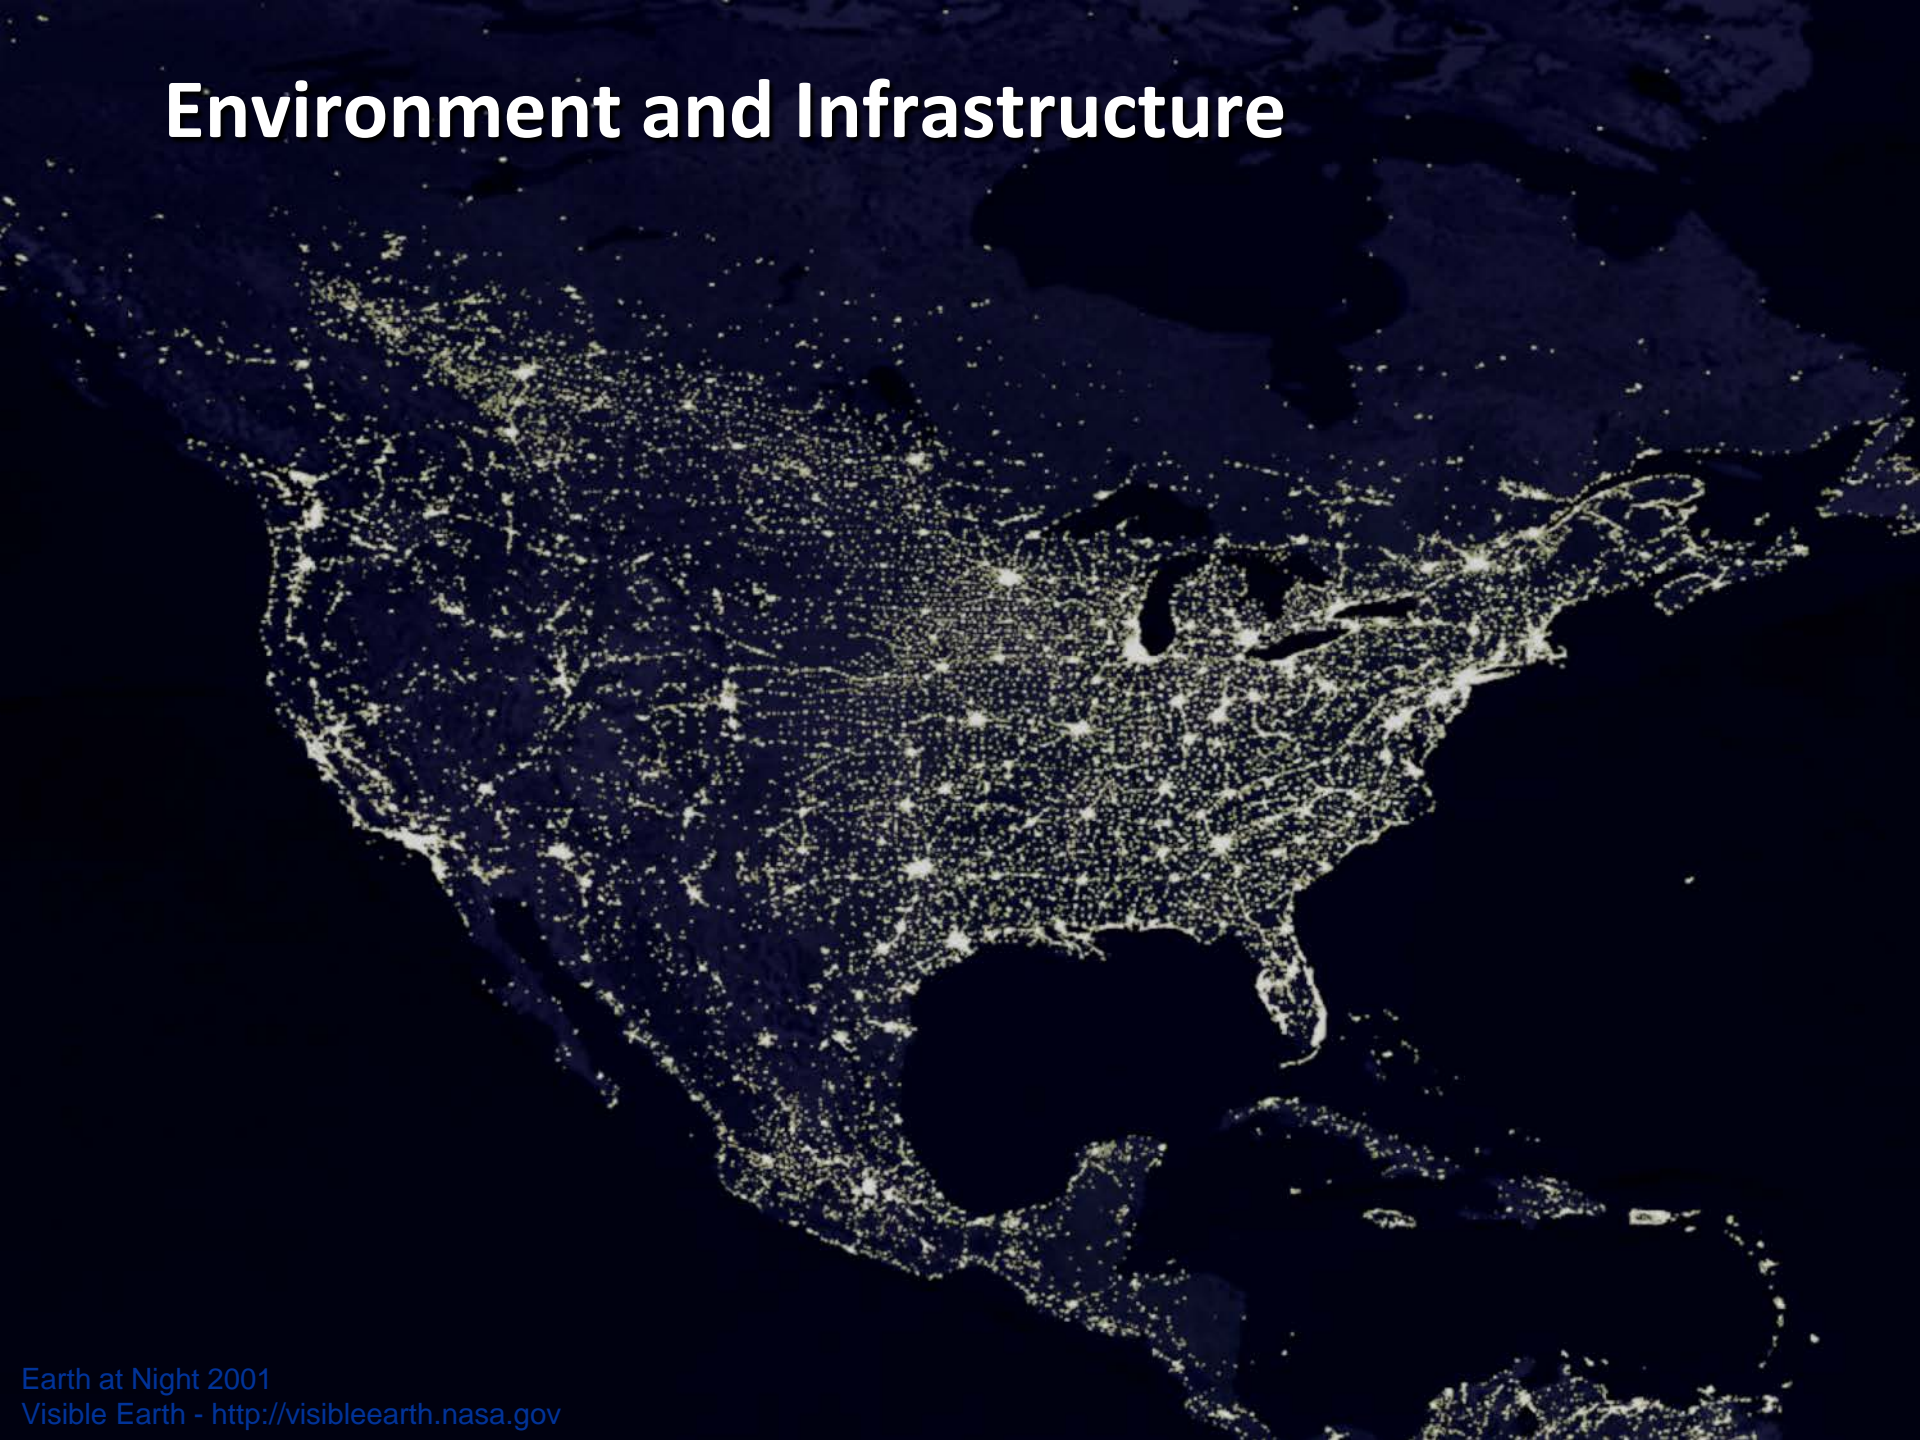 Environment and Infrastructure
Earth at Night 2001
Visible Earth - http://visibleearth.nasa.gov